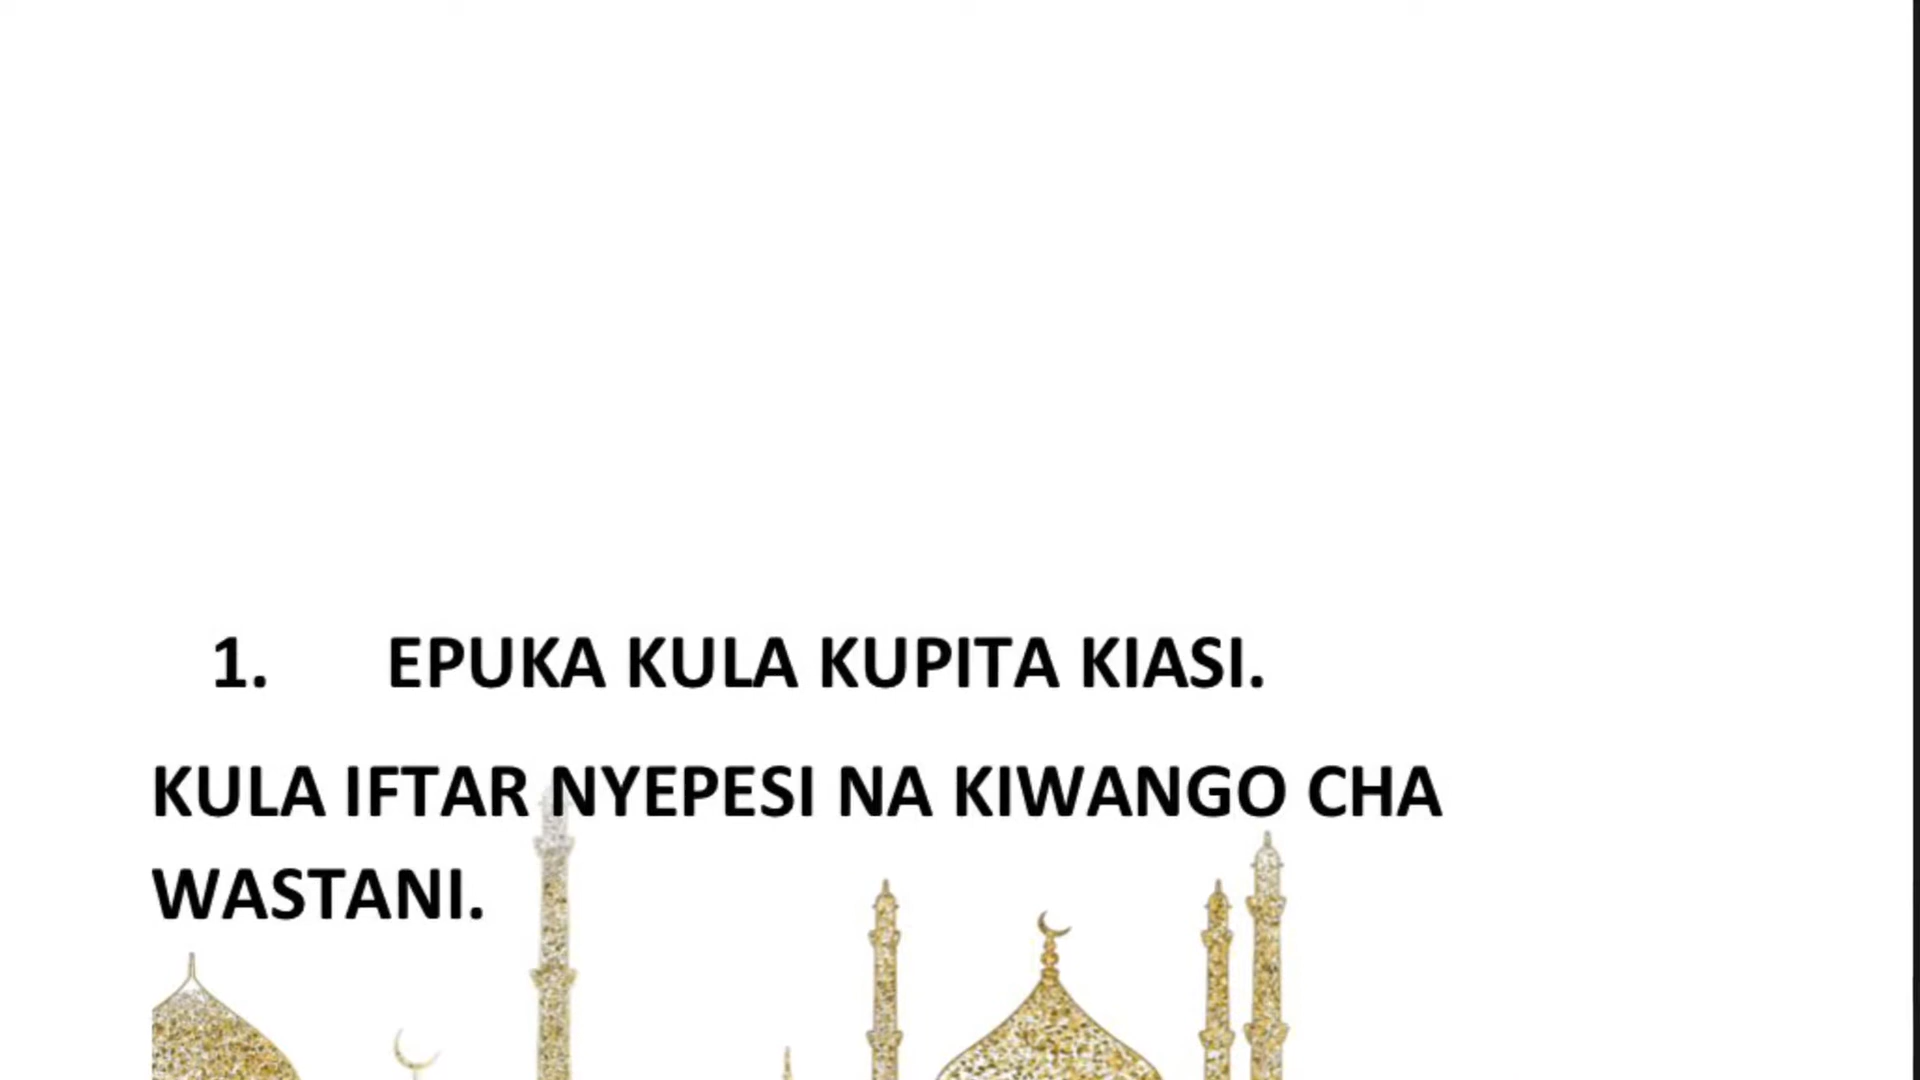 1. EPUKA KULA KUPITA KIASI.
KULA IFTAR NYEPESI NA KIWANGO CHA
WASTANI.